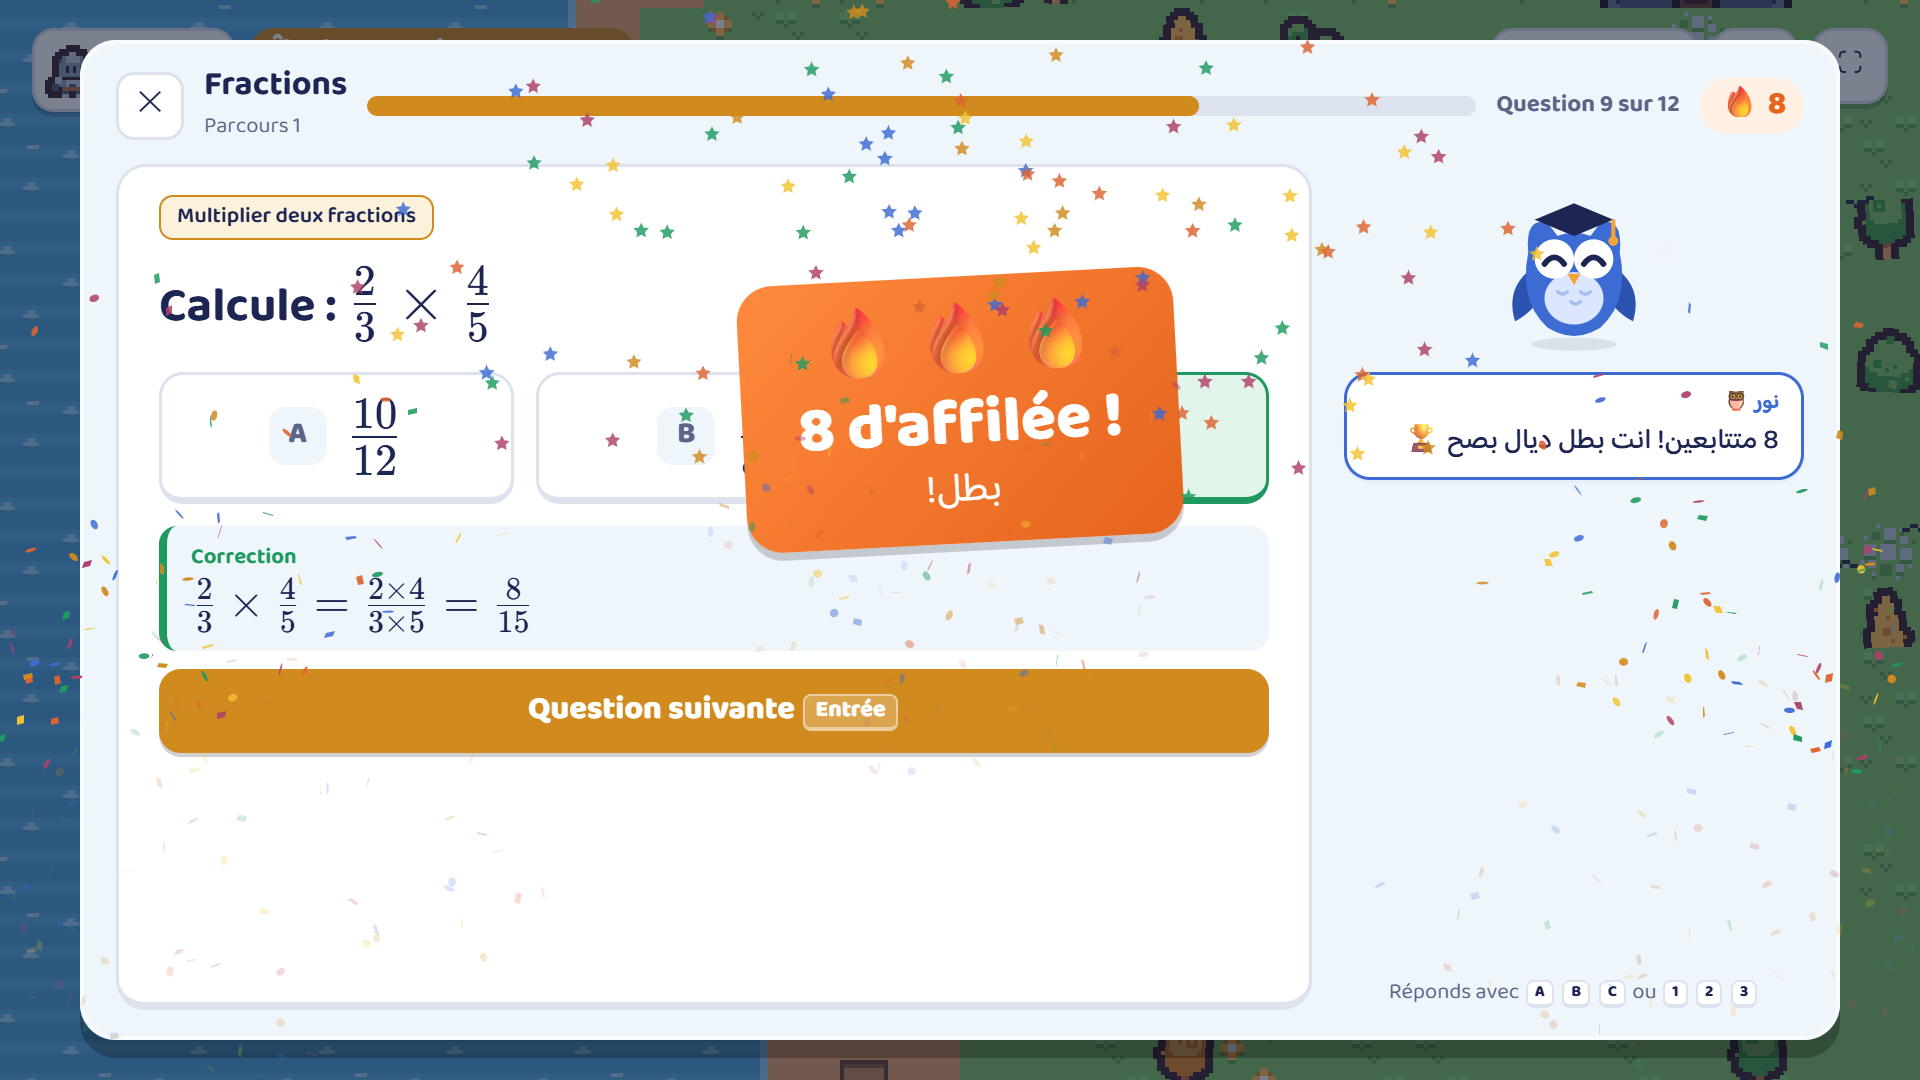 Fractions
Parcours 1
Question 9 sur 12
8
Multiplier deux fractions
Calcule : 2/3 × 4/5
A 10/12
B
8 d'affilée !
بطل!
نور
8 متتابعين! انت بطل ديال بصح
Correction
2/3 × 4/5 = 2×4/3×5 = 8/15
Question suivante Entrée
Réponds avec A B C ou 1 2 3